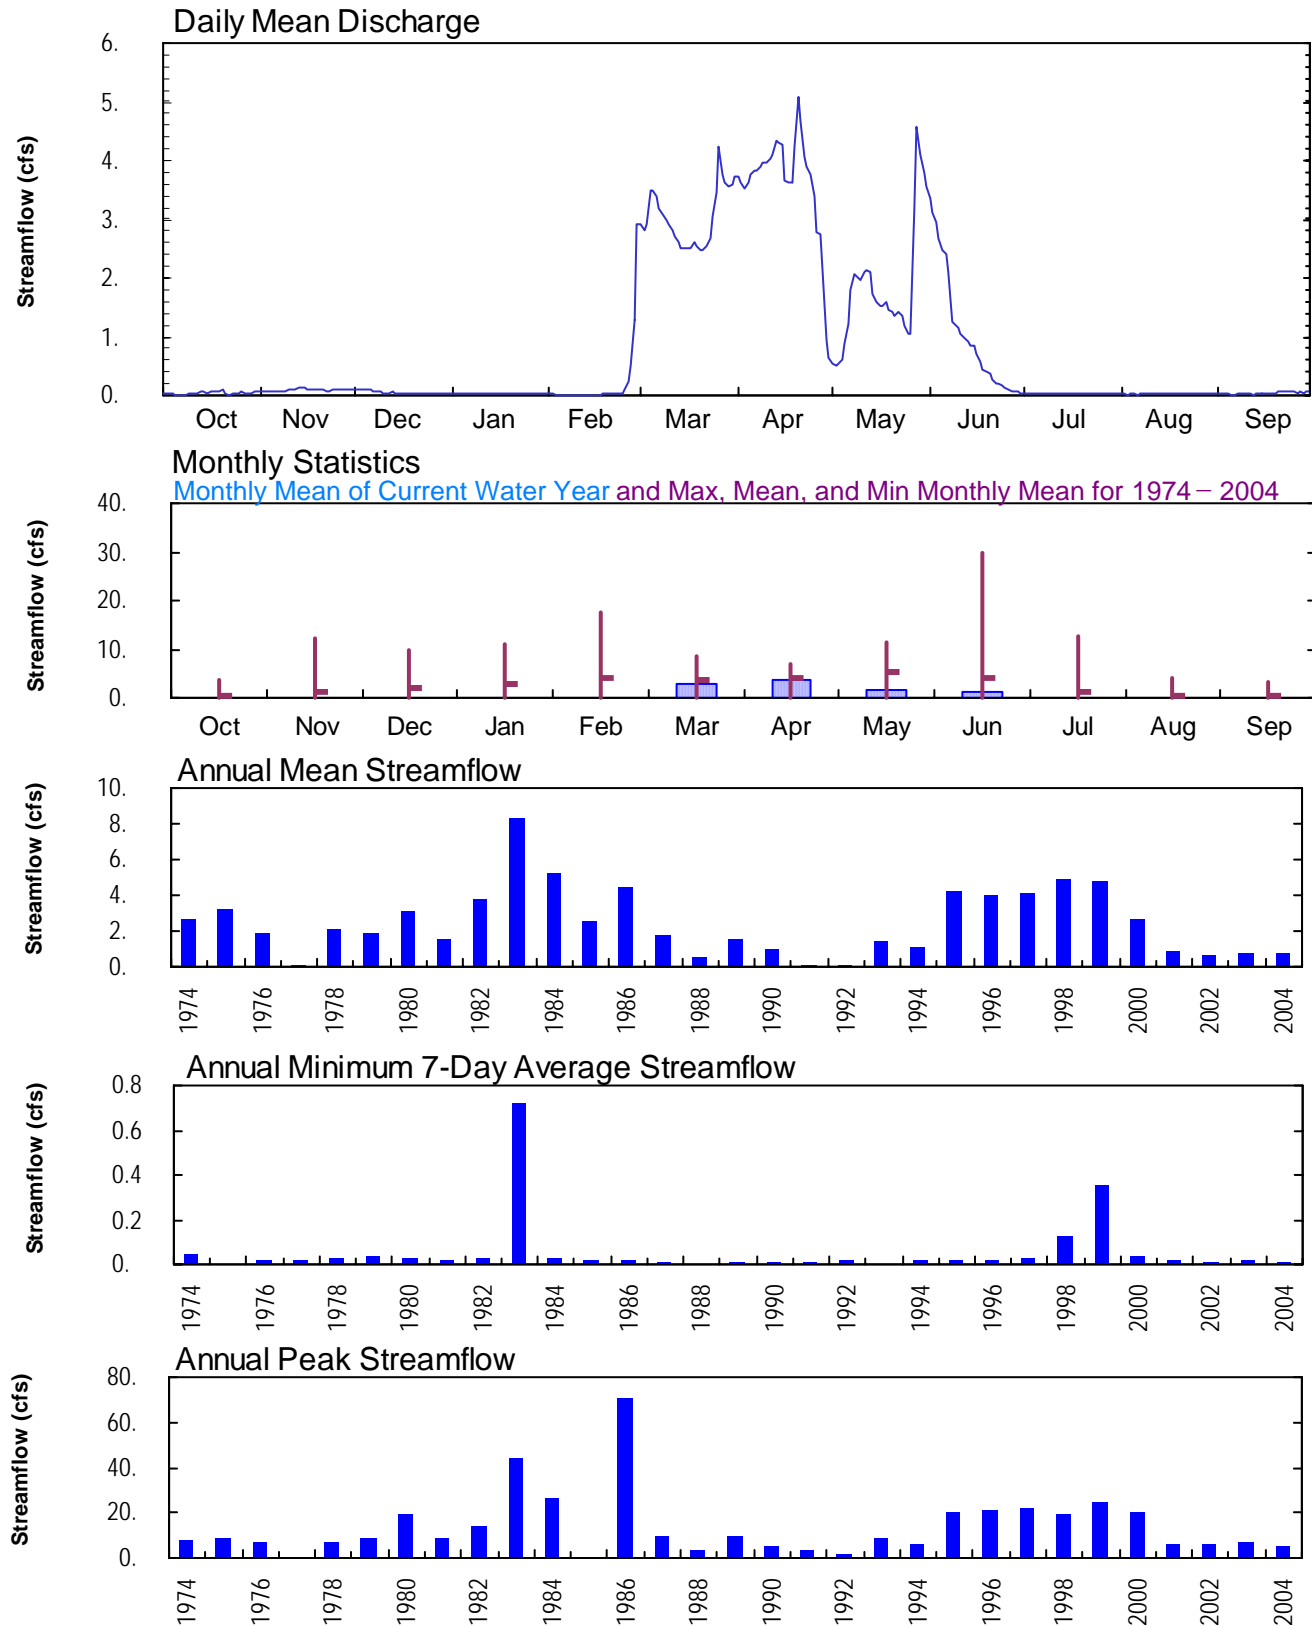 Daily Mean Discharge
Streamflow (cfs)
6.
5.
4.
3.
2.
1.
0.
Oct Nov Dec Jan Feb Mar Apr May Jun Jul Aug Sep
Monthly Statistics
Monthly Mean of Current Water Year and Max, Mean, and Min Monthly Mean for 1974 – 2004
Streamflow (cfs)
40.
30.
20.
10.
0.
Oct Nov Dec Jan Feb Mar Apr May Jun Jul Aug Sep
Annual Mean Streamflow
Streamflow (cfs)
10.
8.
6.
4.
2.
0.
1974 1976 1978 1980 1982 1984 1986 1988 1990 1992 1994 1996 1998 2000 2002 2004
Annual Minimum 7-Day Average Streamflow
Streamflow (cfs)
0.8
0.6
0.4
0.2
0.
1974 1976 1978 1980 1982 1984 1986 1988 1990 1992 1994 1996 1998 2000 2002 2004
Annual Peak Streamflow
Streamflow (cfs)
80.
60.
40.
20.
0.
1974 1976 1978 1980 1982 1984 1986 1988 1990 1992 1994 1996 1998 2000 2002 2004